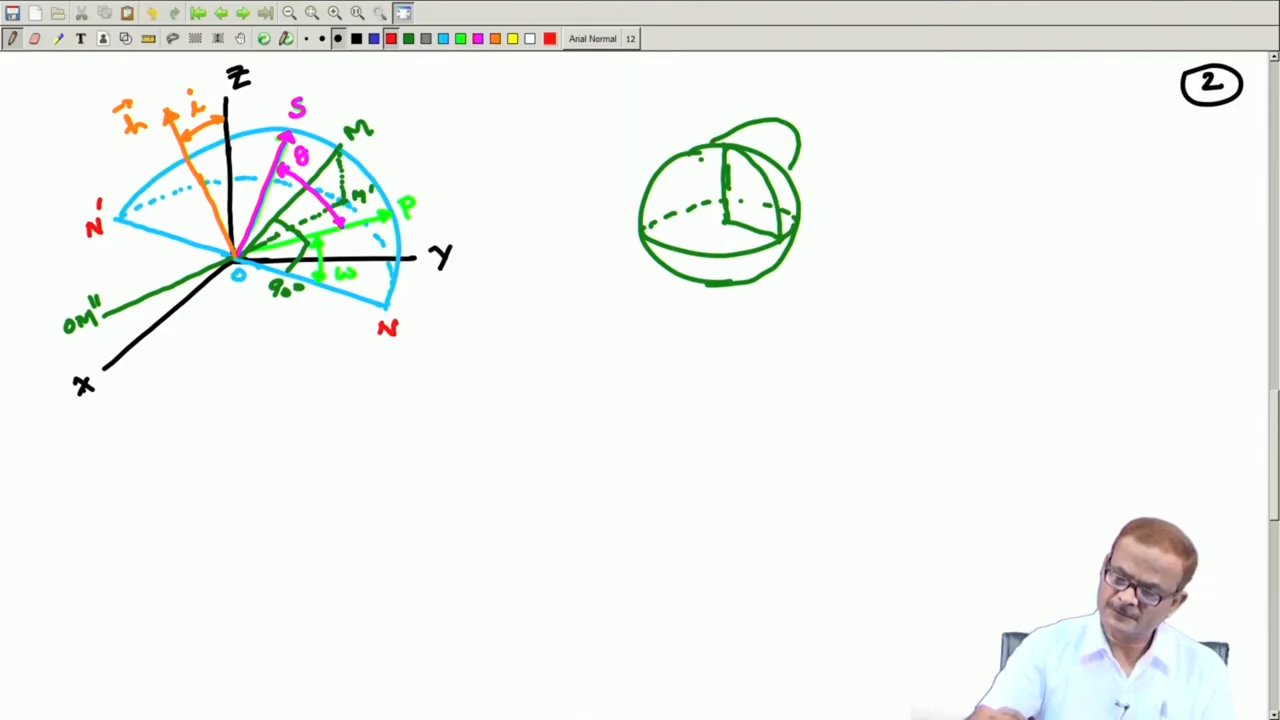 Arial Normal 12
2
Z
h i S M
θ
N' M' P
Y
O ω
90°
OM" N
X